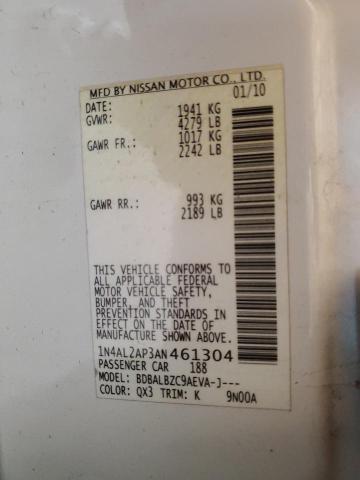 MFD BY NISSAN MOTOR CO., LTD.
DATE: 01/10
GVWR: 1941 KG
4279 LB
GAWR FR.: 1017 KG
2242 LB
GAWR RR.: 993 KG
2189 LB
THIS VEHICLE CONFORMS TO
ALL APPLICABLE FEDERAL
MOTOR VEHICLE SAFETY,
BUMPER, AND THEFT
PREVENTION STANDARDS IN
EFFECT ON THE DATE OF
MANUFACTURE SHOWN ABOVE.
1N4AL2AP3AN461304
PASSENGER CAR 188
MODEL: BDBALBZC9AEVA-J---
COLOR: QX3 TRIM: K 9N00A